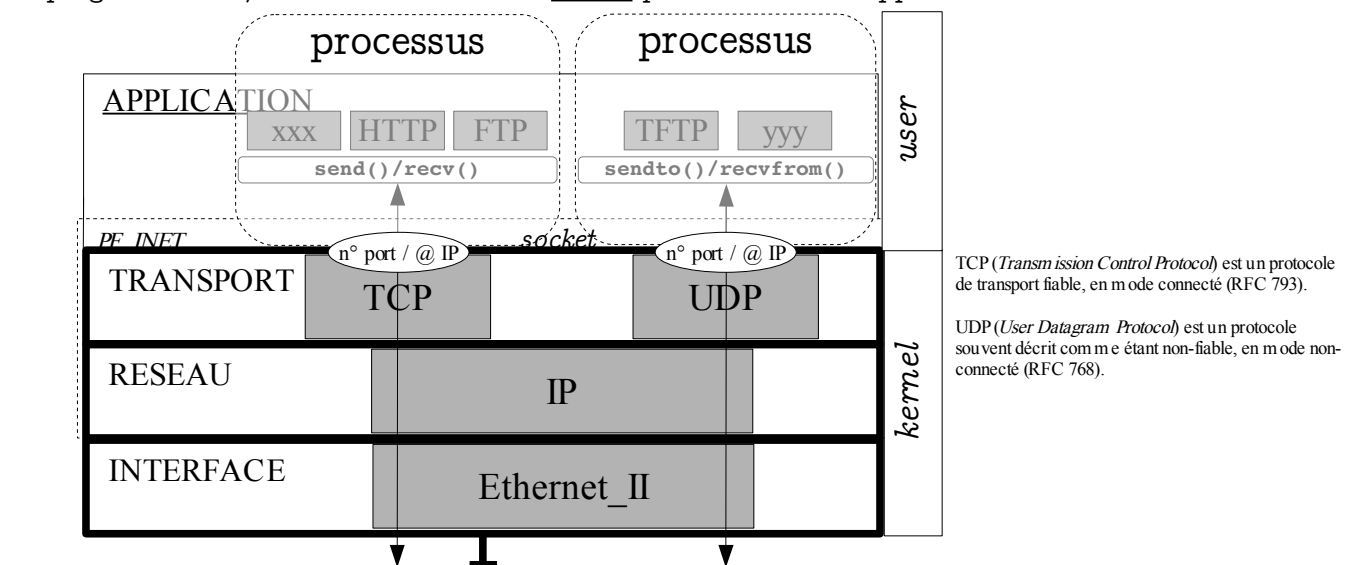 processus processus
APPLICATION
xxx HTTP FTP TFTP yyy
send()/recv() sendto()/recvfrom()
user
PF_INET socket
n° port / @ IP n° port / @ IP
TRANSPORT TCP UDP
TCP (Transmission Control Protocol) est un protocole
de transport fiable, en mode connecté (RFC 793).
UDP (User Datagram Protocol) est un protocole
souvent décrit comme étant non-fiable, en mode non-
connecté (RFC 768).
RESEAU IP
kernel
INTERFACE Ethernet_II